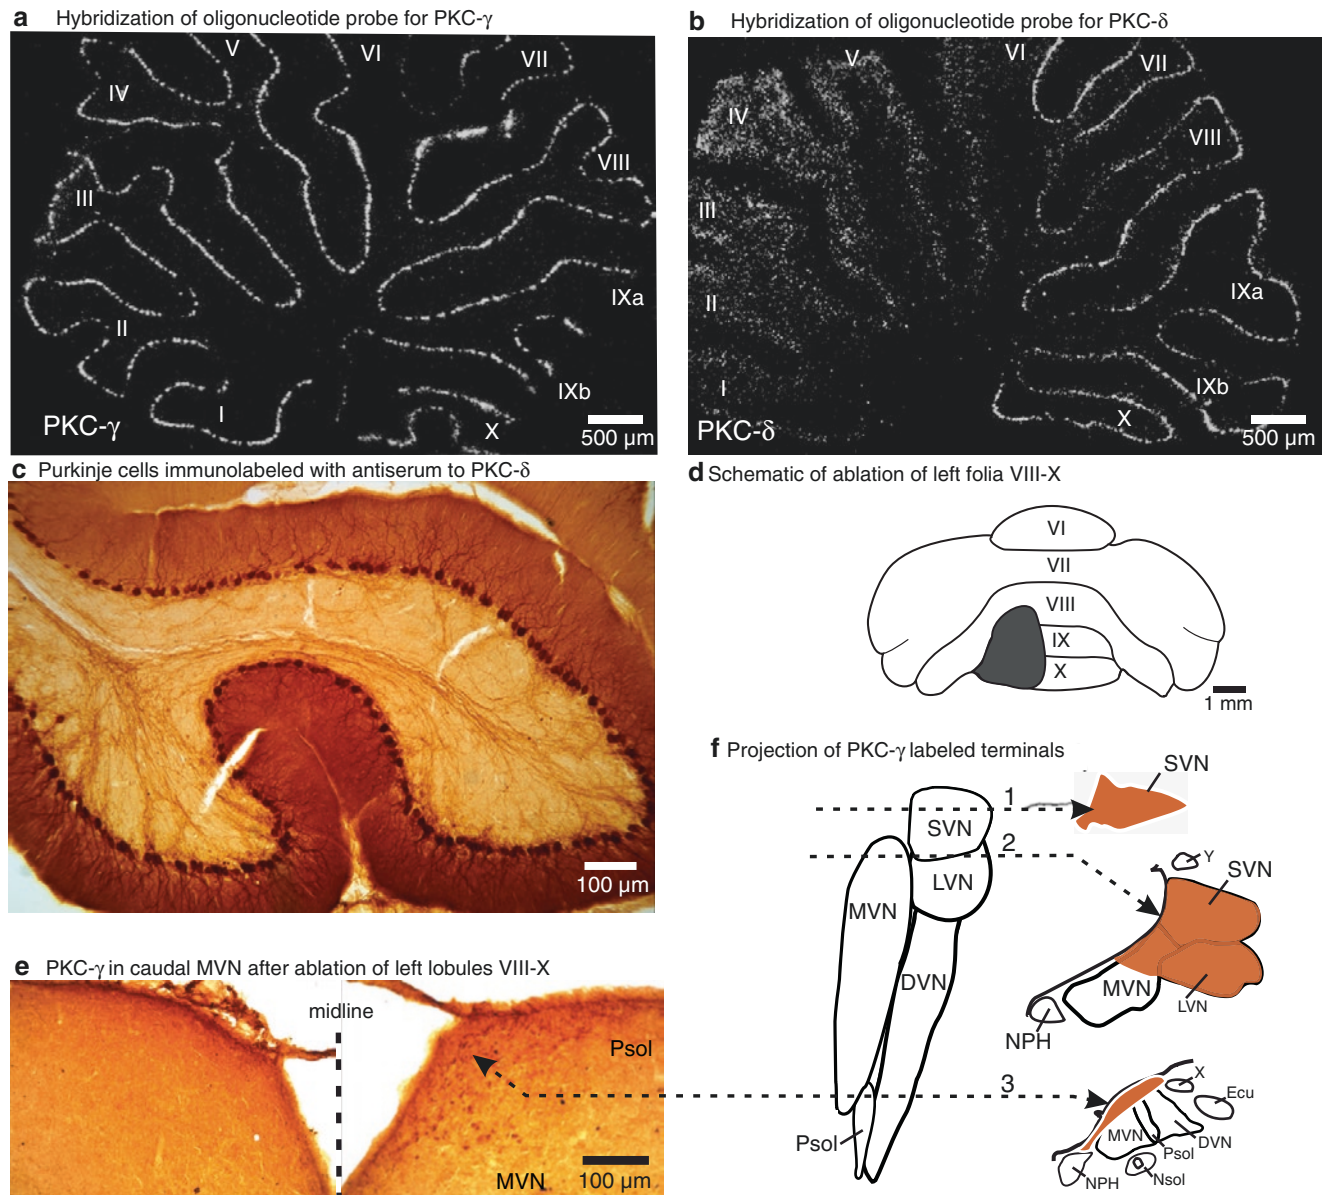 a Hybridization of oligonucleotide probe for PKC-γ
V
VI
VII
IV
VIII
III
IXa
II
IXb
I
X
PKC-γ
500 µm
b Hybridization of oligonucleotide probe for PKC-δ
V
VI
VII
IV
VIII
III
IXa
II
IXb
I
X
PKC-δ
500 µm
c Purkinje cells immunolabeled with antiserum to PKC-δ
100 µm
d Schematic of ablation of left folia VIII-X
VI
VII
VIII
IX
X
1 mm
e PKC-γ in caudal MVN after ablation of left lobules VIII-X
midline
Psol
MVN
100 µm
f Projection of PKC-γ labeled terminals
SVN
1
SVN
2
Y
SVN
LVN
MVN
DVN
MVN
LVN
NPH
3
X
Ecu
Psol
MVN
Psol
DVN
NPH
Nsol